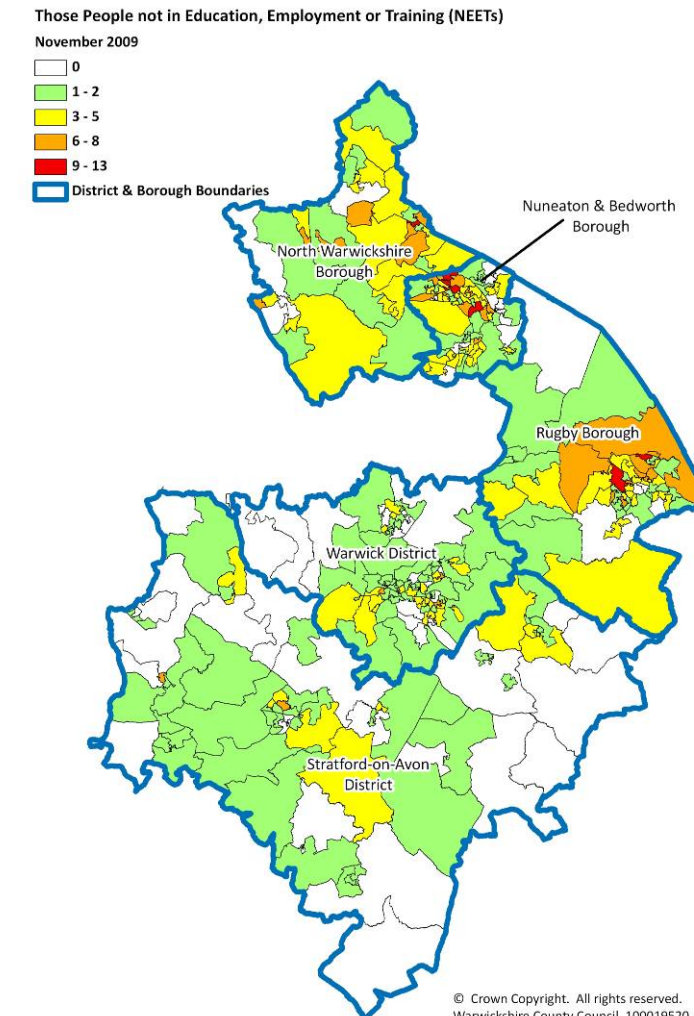 Those People not in Education, Employment or Training (NEETs)
November 2009
0
1 - 2
3 - 5
6 - 8
9 - 13
District & Borough Boundaries
Nuneaton & Bedworth
Borough
North Warwickshire
Borough
Rugby Borough
Warwick District
Stratford-on-Avon
District
© Crown Copyright. All rights reserved.
Warwickshire County Council, 100019520